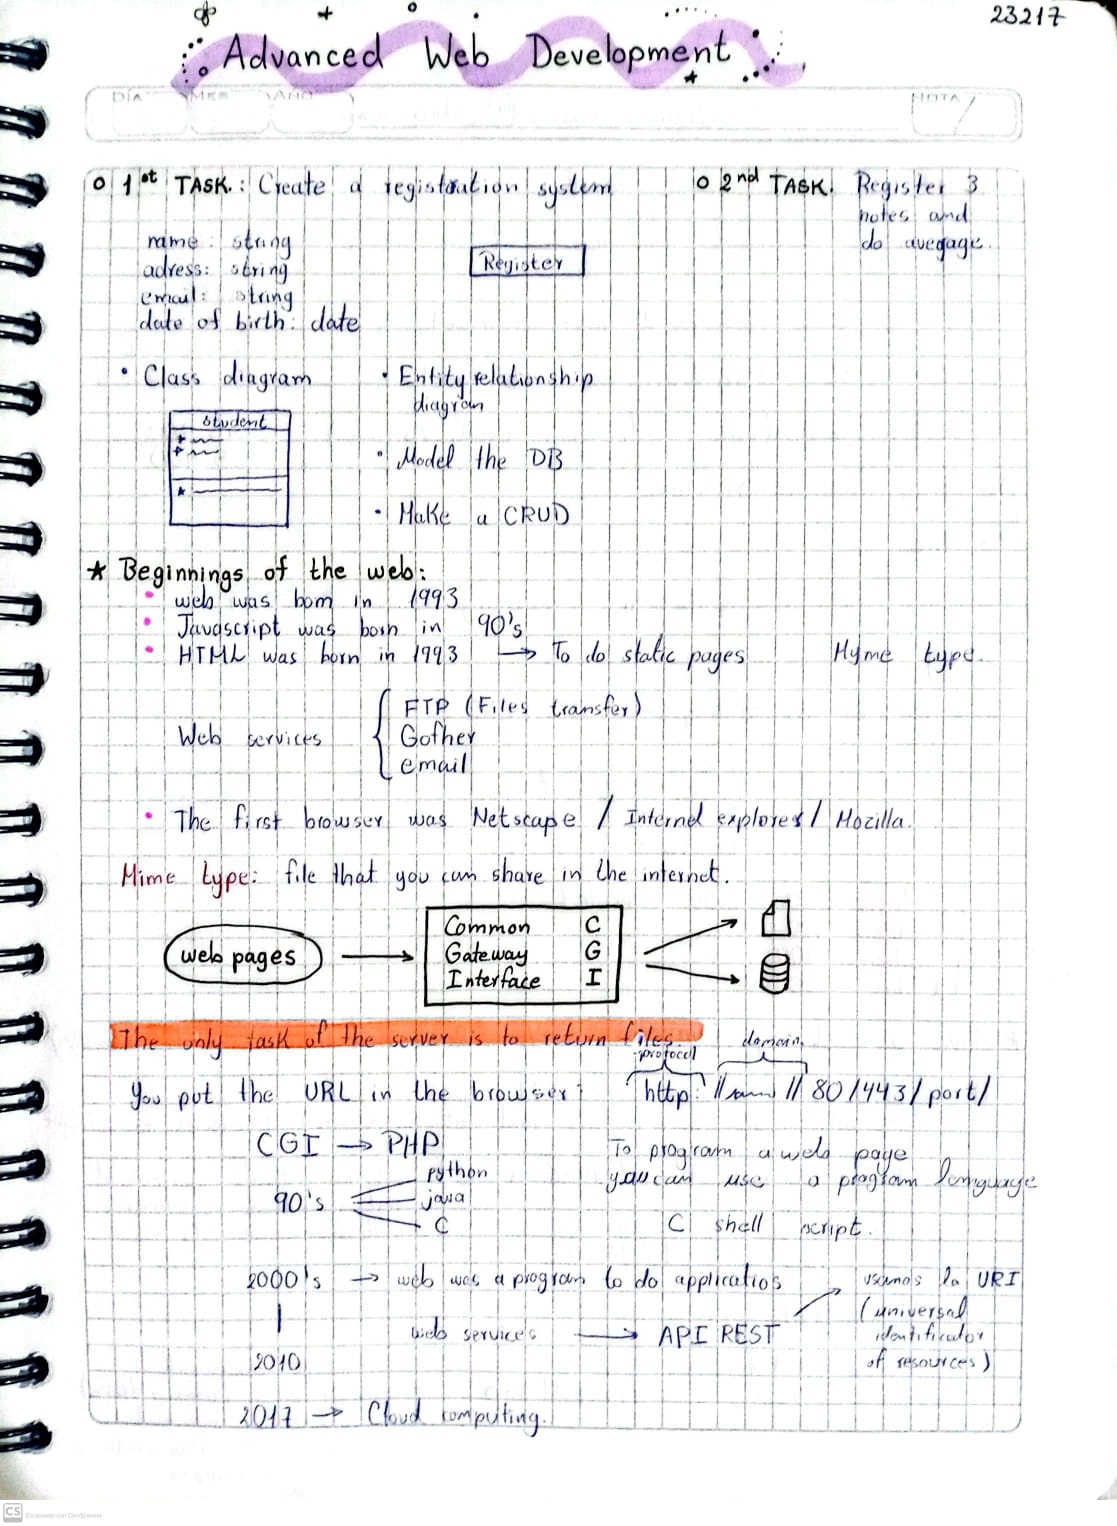 23217
Advanced Web Development
DÍA MES AÑO NOTA
1st TASK.: Create a registration system
name: string
adress: string
email: string
date of birth: date
Register
2nd TASK. Register 3
notes and
do avegage.
• Class diagram
Student
• Entity relationship
diagram
• Model the DB
• Make a CRUD
★ Beginnings of the web:
• web was born in 1993
• Javascript was born in 90's
• HTML was born in 1993 → To do static pages Myme type.
Web services
FTP (Files transfer)
Gofher
email
• The first browser was Netscape / Internel explorer / Mozilla.
Mime type: file that you can share in the internet.
web pages →
Common C
Gateway G
Interface I
The only task of the server is to return files.
protocol domain
You put the URL in the browser: http: // // 80/443/port/
CGI → PHP
90's
python
java
C
To program a web page
you can use a program language
C shell script.
2000's → web was a program to do applicatios
web services → API REST
2010
usamos la URI
(universal
identificator
of resources)
2017 → Cloud computing.
CS Escaneado con CamScanner